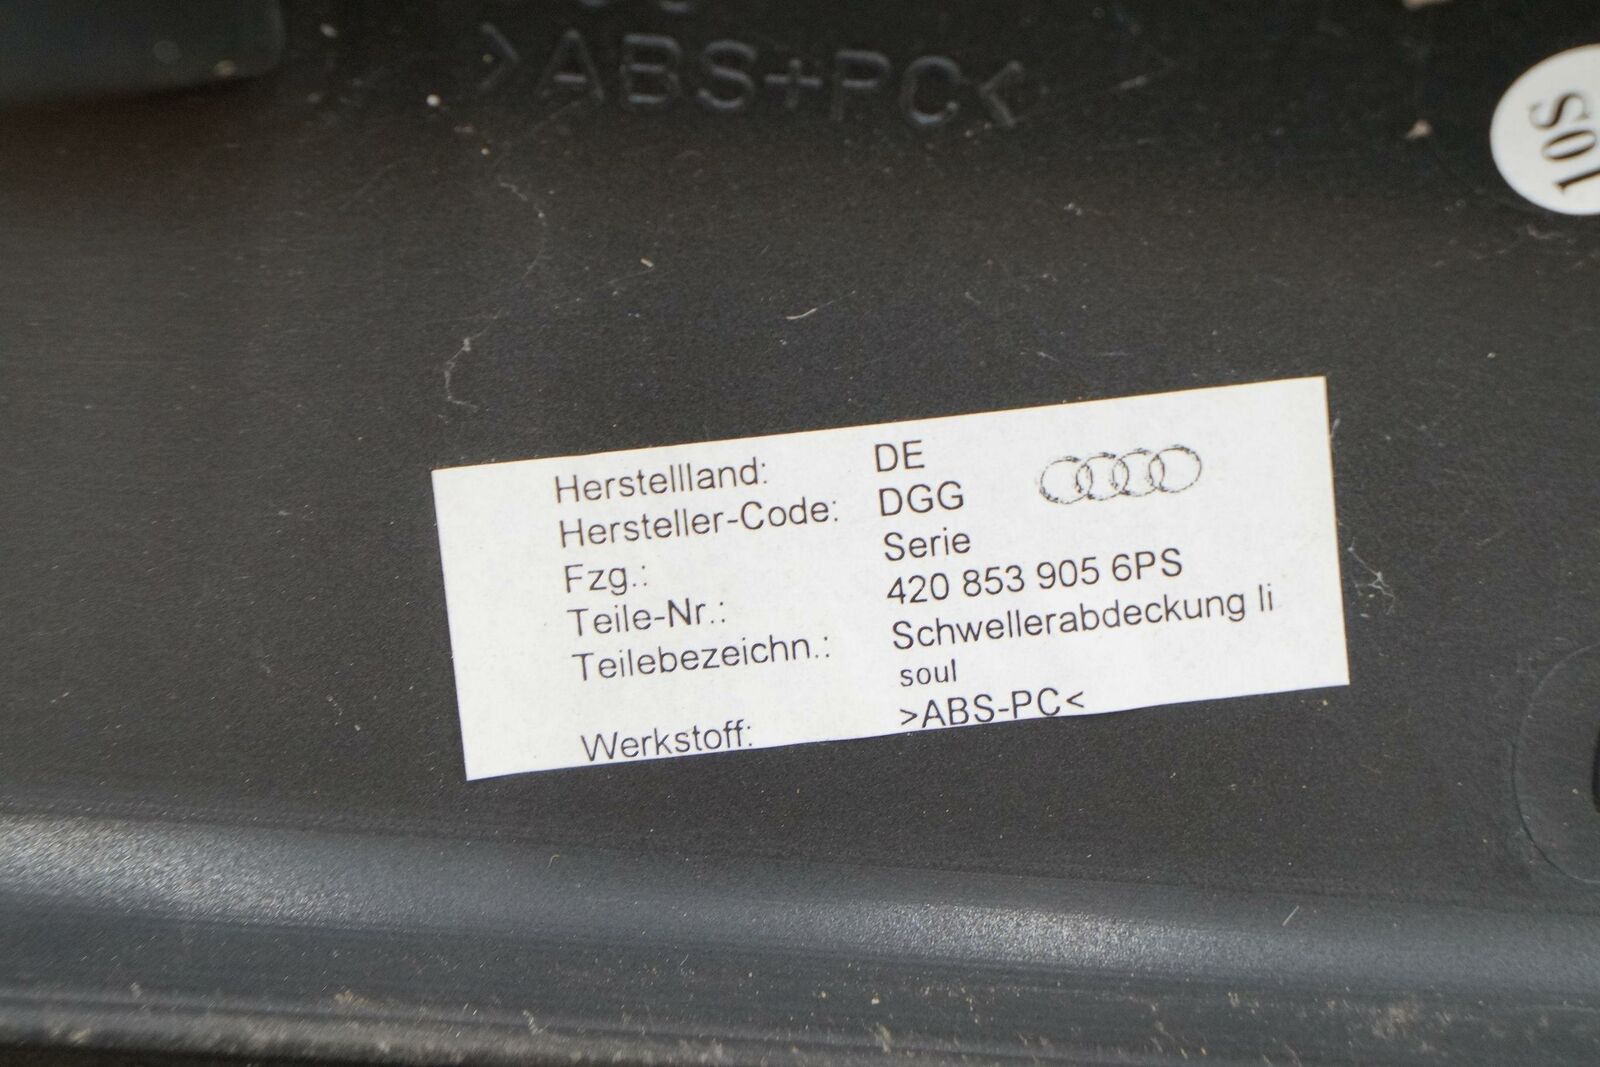 >ABS+PC<
10S
Herstellland: DE
Hersteller-Code: DGG
Fzg.: Serie
Teile-Nr.: 420 853 905 6PS
Teilebezeichn.: Schwellerabdeckung li
soul
Werkstoff: >ABS-PC<